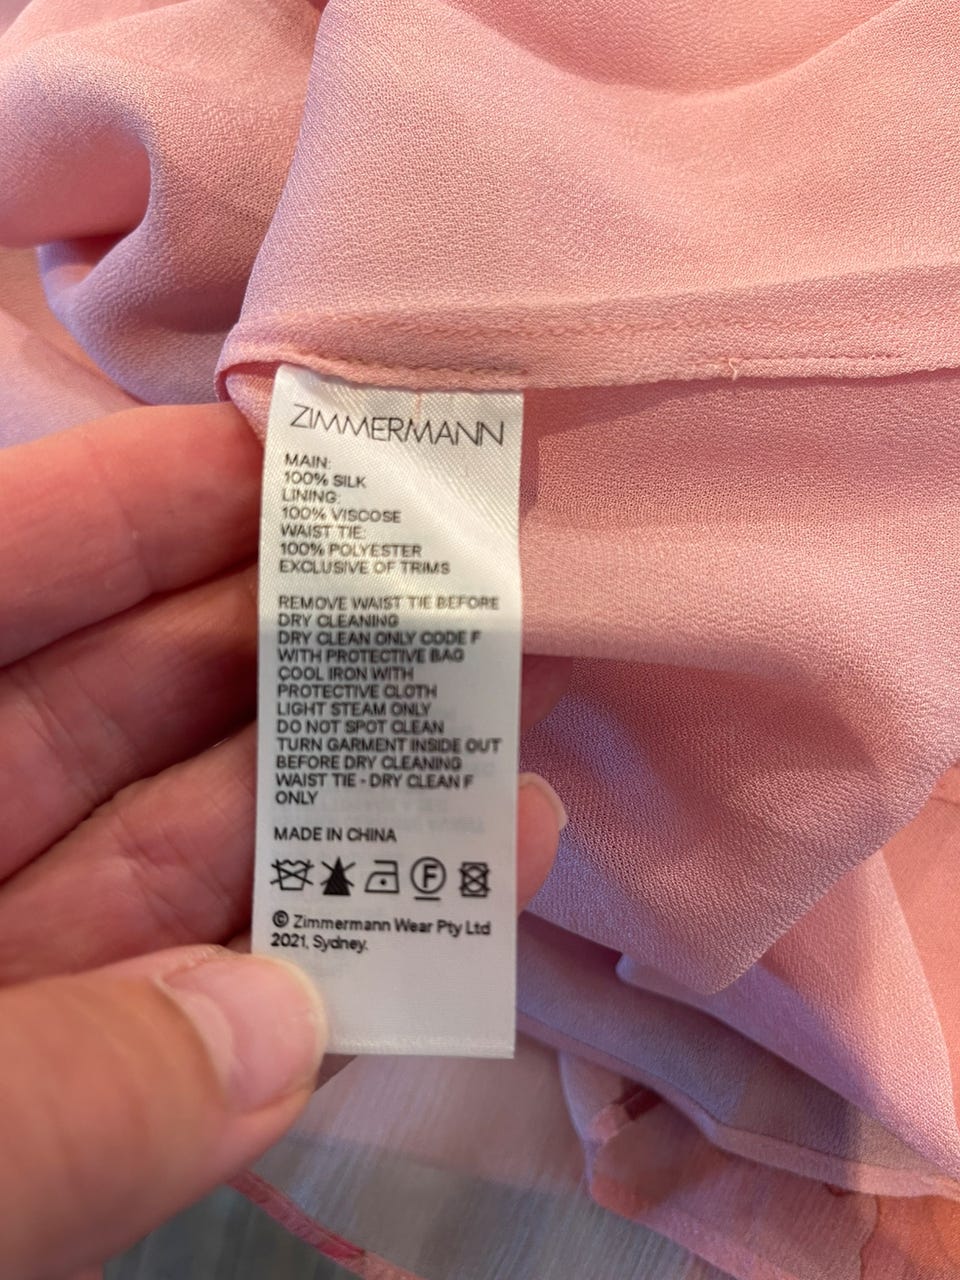 ZIMMERMANN
MAIN:
100% SILK
LINING:
100% VISCOSE
WAIST TIE:
100% POLYESTER
EXCLUSIVE OF TRIMS
REMOVE WAIST TIE BEFORE
DRY CLEANING
DRY CLEAN ONLY CODE F
WITH PROTECTIVE BAG
COOL IRON WITH
PROTECTIVE CLOTH
LIGHT STEAM ONLY
DO NOT SPOT CLEAN
TURN GARMENT INSIDE OUT
BEFORE DRY CLEANING
WAIST TIE - DRY CLEAN F
ONLY
MADE IN CHINA
F
© Zimmermann Wear Pty Ltd
2021, Sydney.